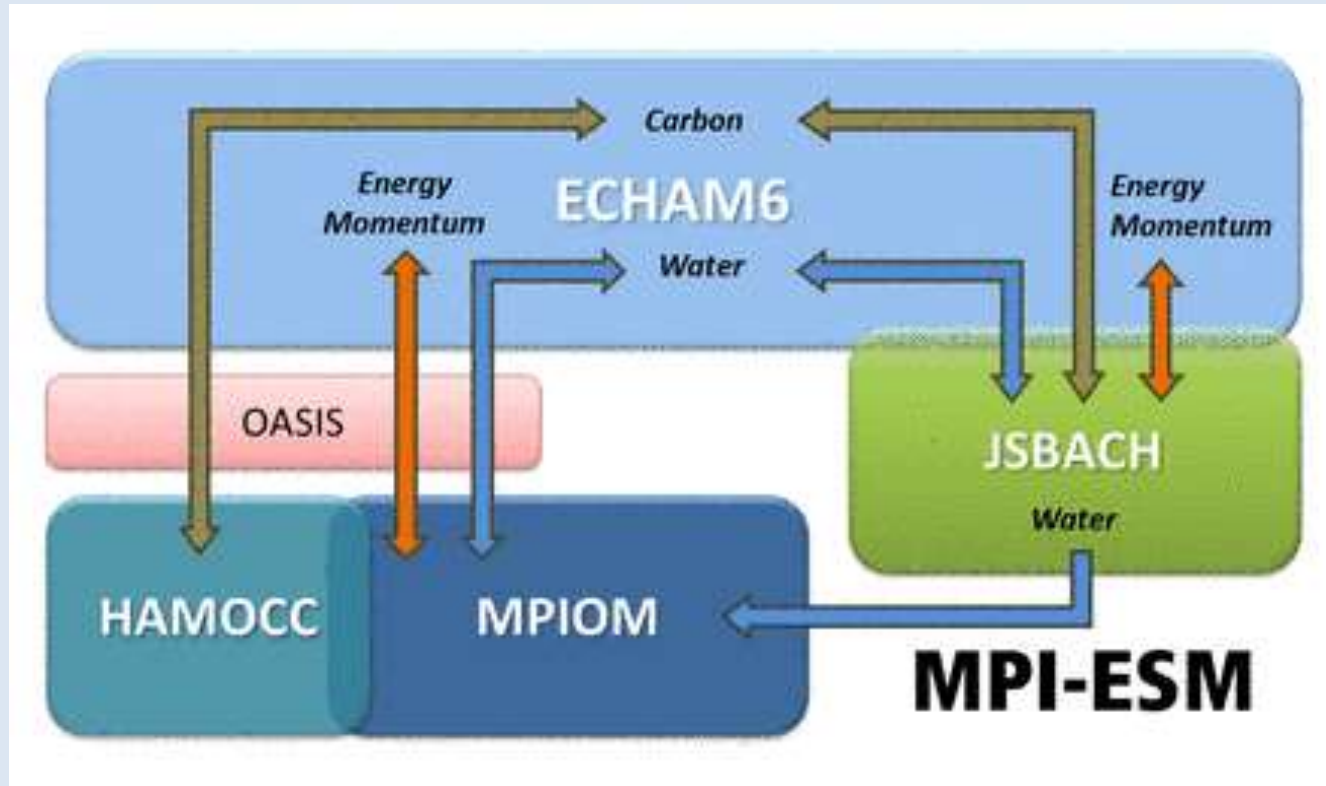 Carbon
Energy
Momentum
ECHAM6
Energy
Momentum
Water
OASIS
JSBACH
Water
HAMOCC
MPIOM
MPI-ESM